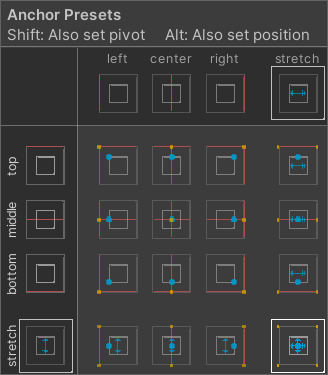 Anchor Presets
Shift: Also set pivot     Alt: Also set position
left center right stretch
top
middle
bottom
stretch